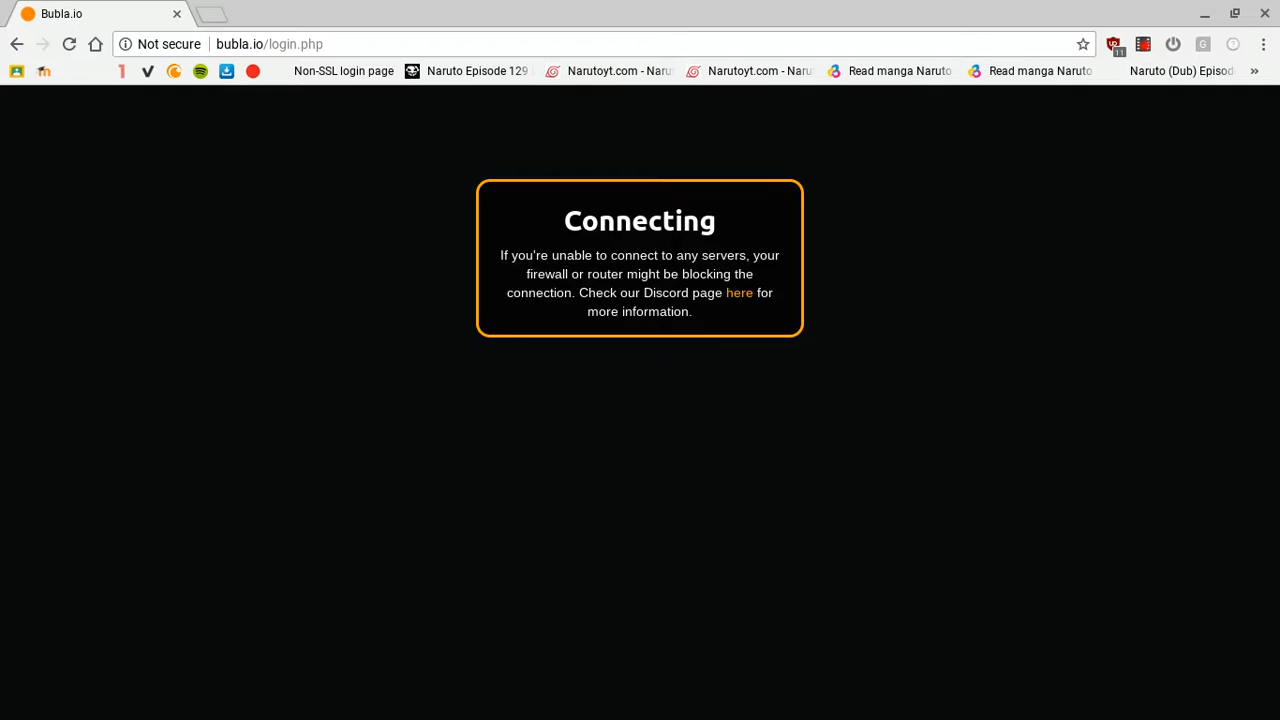 Bubla.io
Not secure bubla.io/login.php
11
Non-SSL login page Naruto Episode 129 Narutoyt.com - Naru Narutoyt.com - Naru Read manga Naruto Read manga Naruto Naruto (Dub) Episod
Connecting
If you're unable to connect to any servers, your
firewall or router might be blocking the
connection. Check our Discord page here for
more information.